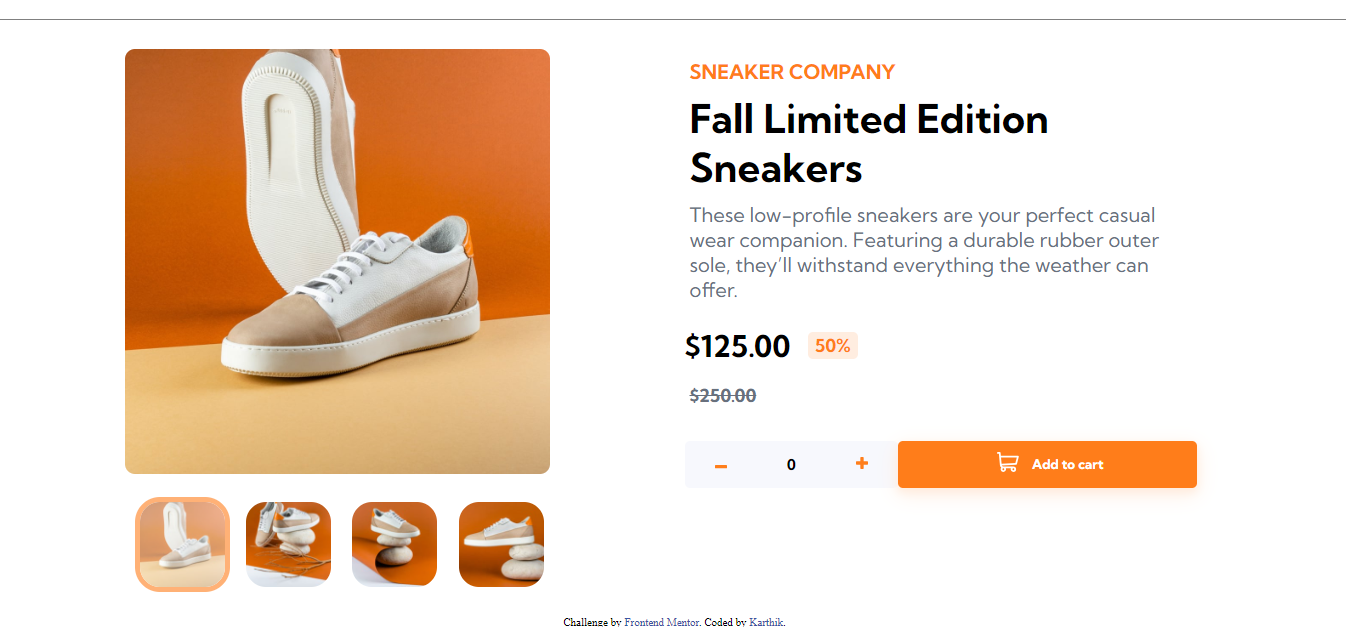 SNEAKER COMPANY
Fall Limited Edition
Sneakers
These low-profile sneakers are your perfect casual
wear companion. Featuring a durable rubber outer
sole, they’ll withstand everything the weather can
offer.
$125.00 50%
$250.00
– 0 + Add to cart
Challenge by Frontend Mentor. Coded by Karthik.